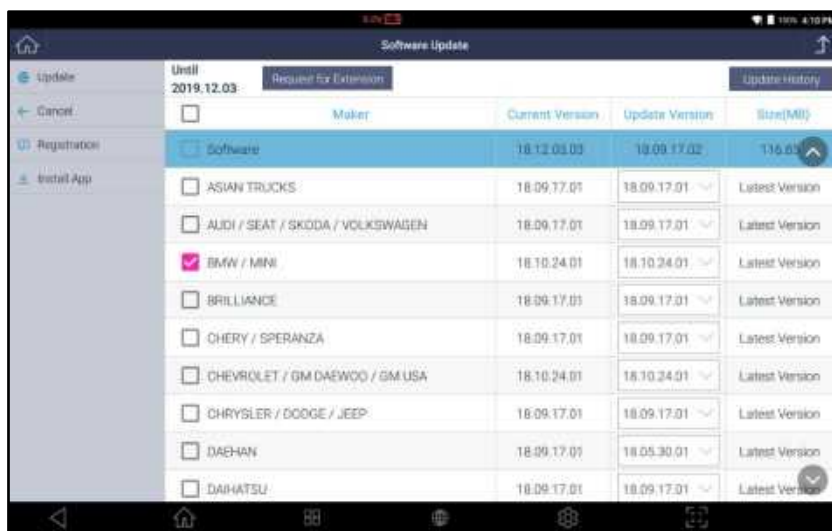 100% 4:10 PM
Software Update
Update
Cancel
Registration
Install App
Until
2019.12.03
Request for Extension
Update History
Maker Current Version Update Version Size(MB)
Software 18.12.03.03 18.09.17.02
ASIAN TRUCKS 18.09.17.01 18.09.17.01 Latest Version
AUDI / SEAT / SKODA / VOLKSWAGEN 18.09.17.01 18.09.17.01 Latest Version
BMW / MINI 18.10.24.01 18.10.24.01 Latest Version
BRILLIANCE 18.09.17.01 18.09.17.01 Latest Version
CHERY / SPERANZA 18.09.17.01 18.09.17.01 Latest Version
CHEVROLET / GM DAEWOO / GM USA 18.10.24.01 18.10.24.01 Latest Version
CHRYSLER / DODGE / JEEP 18.09.17.01 18.09.17.01 Latest Version
DAEHAN 18.09.17.01 18.05.30.01 Latest Version
DAIHATSU 18.09.17.01 18.09.17.01 Latest